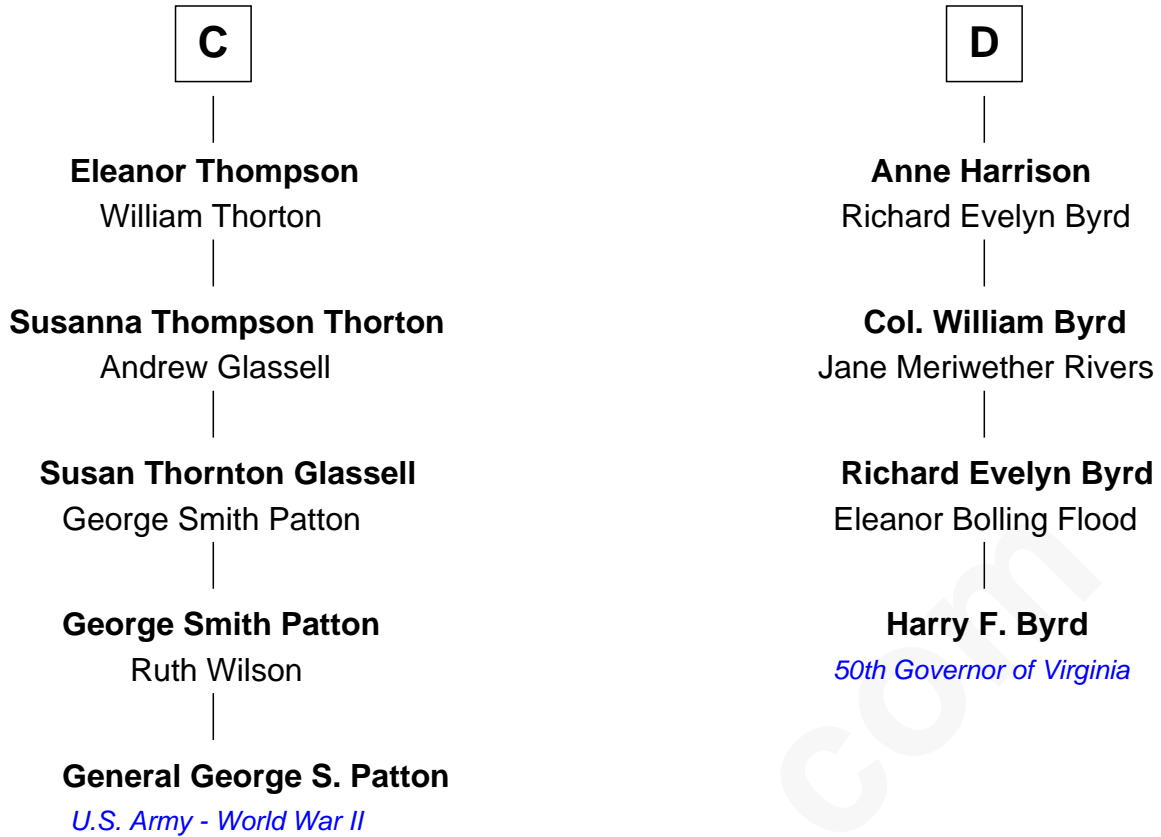 C
Eleanor Thompson
William Thorton
Susanna Thompson Thorton
Andrew Glassell
Susan Thornton Glassell
George Smith Patton
George Smith Patton
Ruth Wilson
General George S. Patton
U.S. Army - World War II
D
Anne Harrison
Richard Evelyn Byrd
Col. William Byrd
Jane Meriwether Rivers
Richard Evelyn Byrd
Eleanor Bolling Flood
Harry F. Byrd
50th Governor of Virginia
com